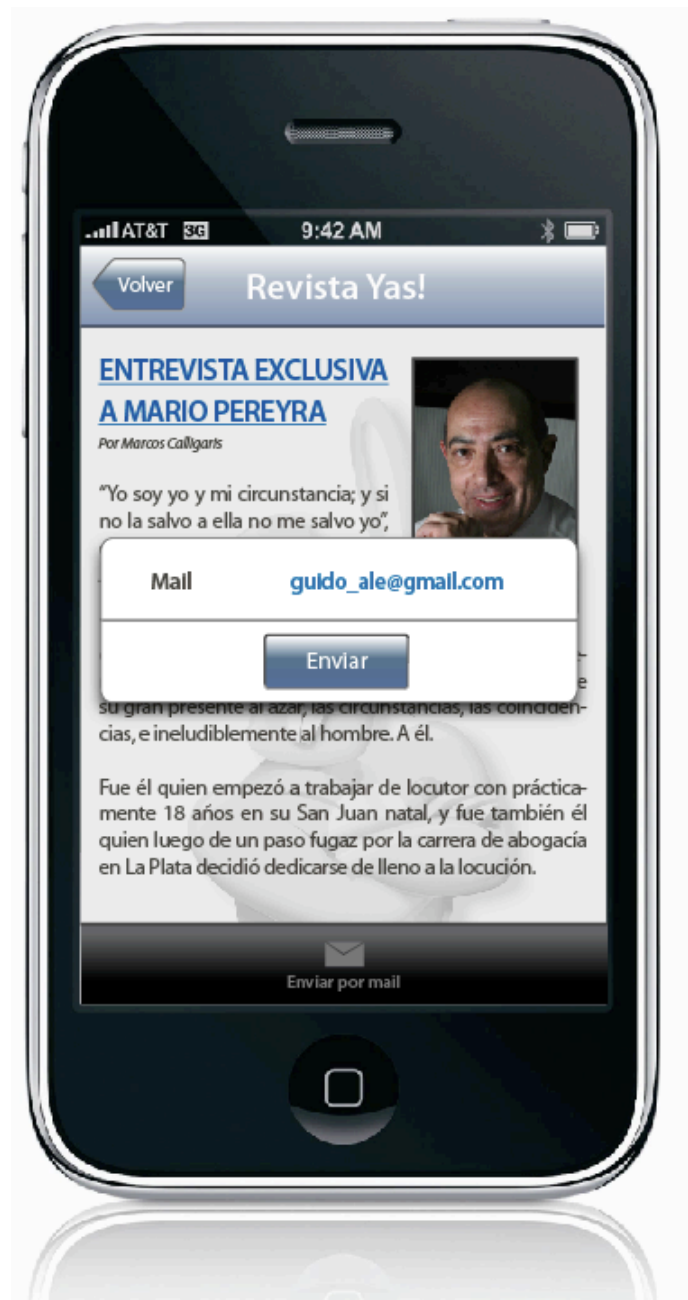 AT&T 3G 9:42 AM
Volver
Revista Yas!
ENTREVISTA EXCLUSIVA
A MARIO PEREYRA
Por Marcos Calligaris
“Yo soy yo y mi circunstancia; y si
no la salvo a ella no me salvo yo”,
Mail guido_ale@gmail.com
Enviar
su gran presente al azar, las circunstancias, las coinciden-
cias, e ineludiblemente al hombre. A él.
Fue él quien empezó a trabajar de locutor con práctica-
mente 18 años en su San Juan natal, y fue también él
quien luego de un paso fugaz por la carrera de abogacía
en La Plata decidió dedicarse de lleno a la locución.
Enviar por mail